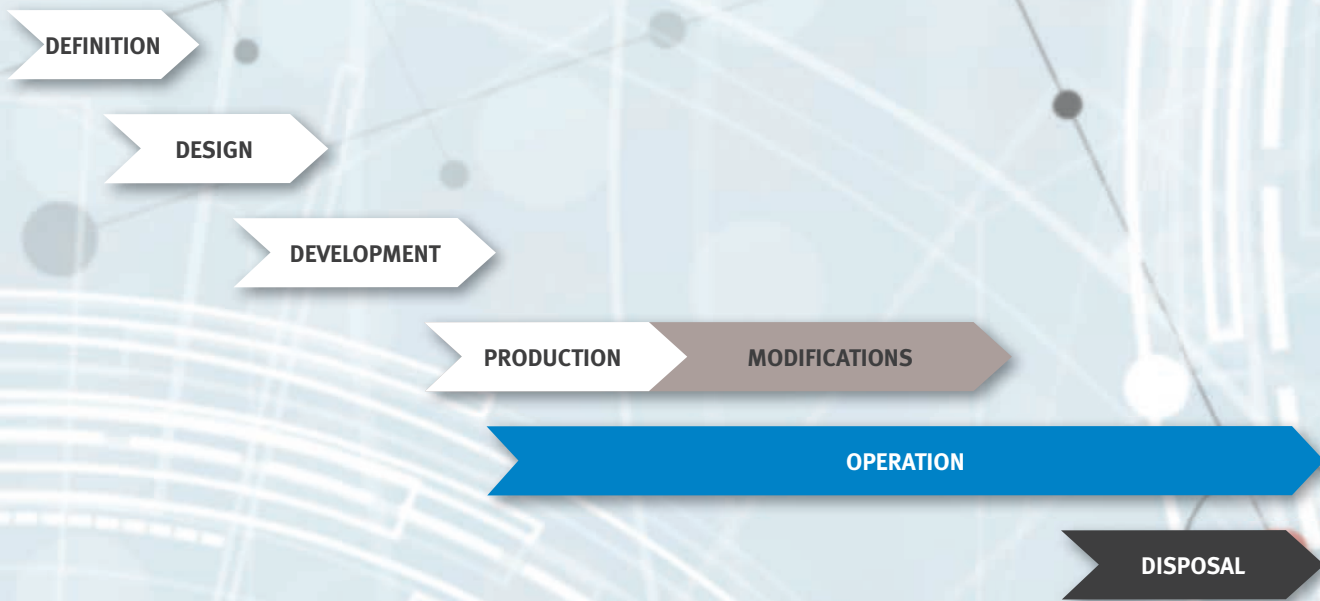 DEFINITION
DESIGN
DEVELOPMENT
PRODUCTION MODIFICATIONS
OPERATION
DISPOSAL